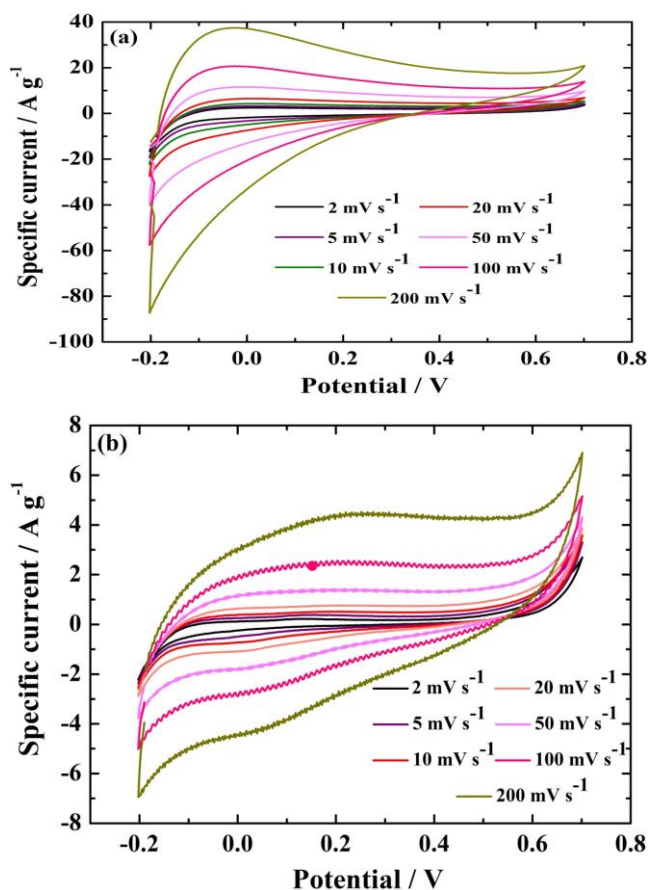 (a)
Specific current / A g-1
40
20
0
-20
-40
-60
-80
-100
2 mV s-1 20 mV s-1
5 mV s-1 50 mV s-1
10 mV s-1 100 mV s-1
200 mV s-1
-0.2 0.0 0.2 0.4 0.6 0.8
Potential / V
(b)
Specific current / A g-1
8
6
4
2
0
-2
-4
-6
-8
2 mV s-1 20 mV s-1
5 mV s-1 50 mV s-1
10 mV s-1 100 mV s-1
200 mV s-1
-0.2 0.0 0.2 0.4 0.6 0.8
Potential / V